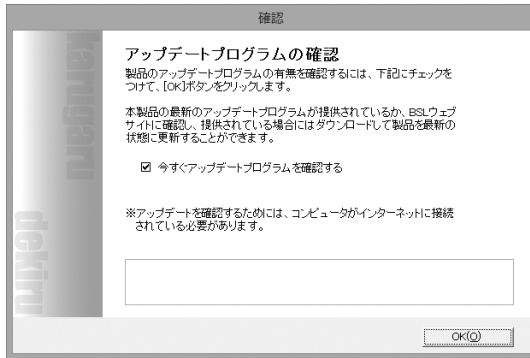 確認
karugaru
dekiru
アップデートプログラムの確認
製品のアップデートプログラムの有無を確認するには、下記にチェックを
つけて、[OK]ボタンをクリックします。
本製品の最新のアップデートプログラムが提供されているか、BSLウェブ
サイトに確認し、提供されている場合にはダウンロードして製品を最新の
状態に更新することができます。
今すぐアップデートプログラムを確認する
※アップデートを確認するためには、コンピュータがインターネットに接続
されている必要があります。
OK(O)